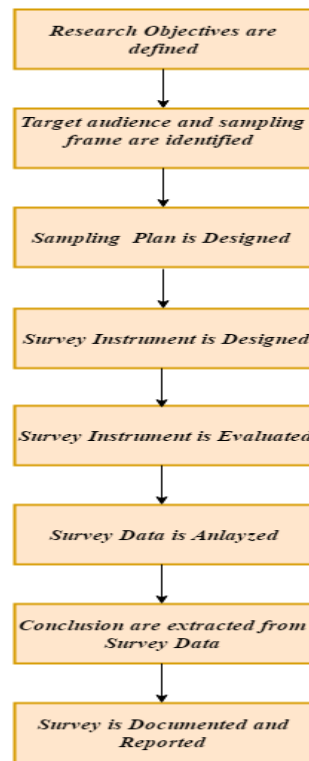 Research Objectives are
defined
Target audience and sampling
frame are identified
Sampling Plan is Designed
Survey Instrument is Designed
Survey Instrument is Evaluated
Survey Data is Anlayzed
Conclusion are extracted from
Survey Data
Survey is Documented and
Reported